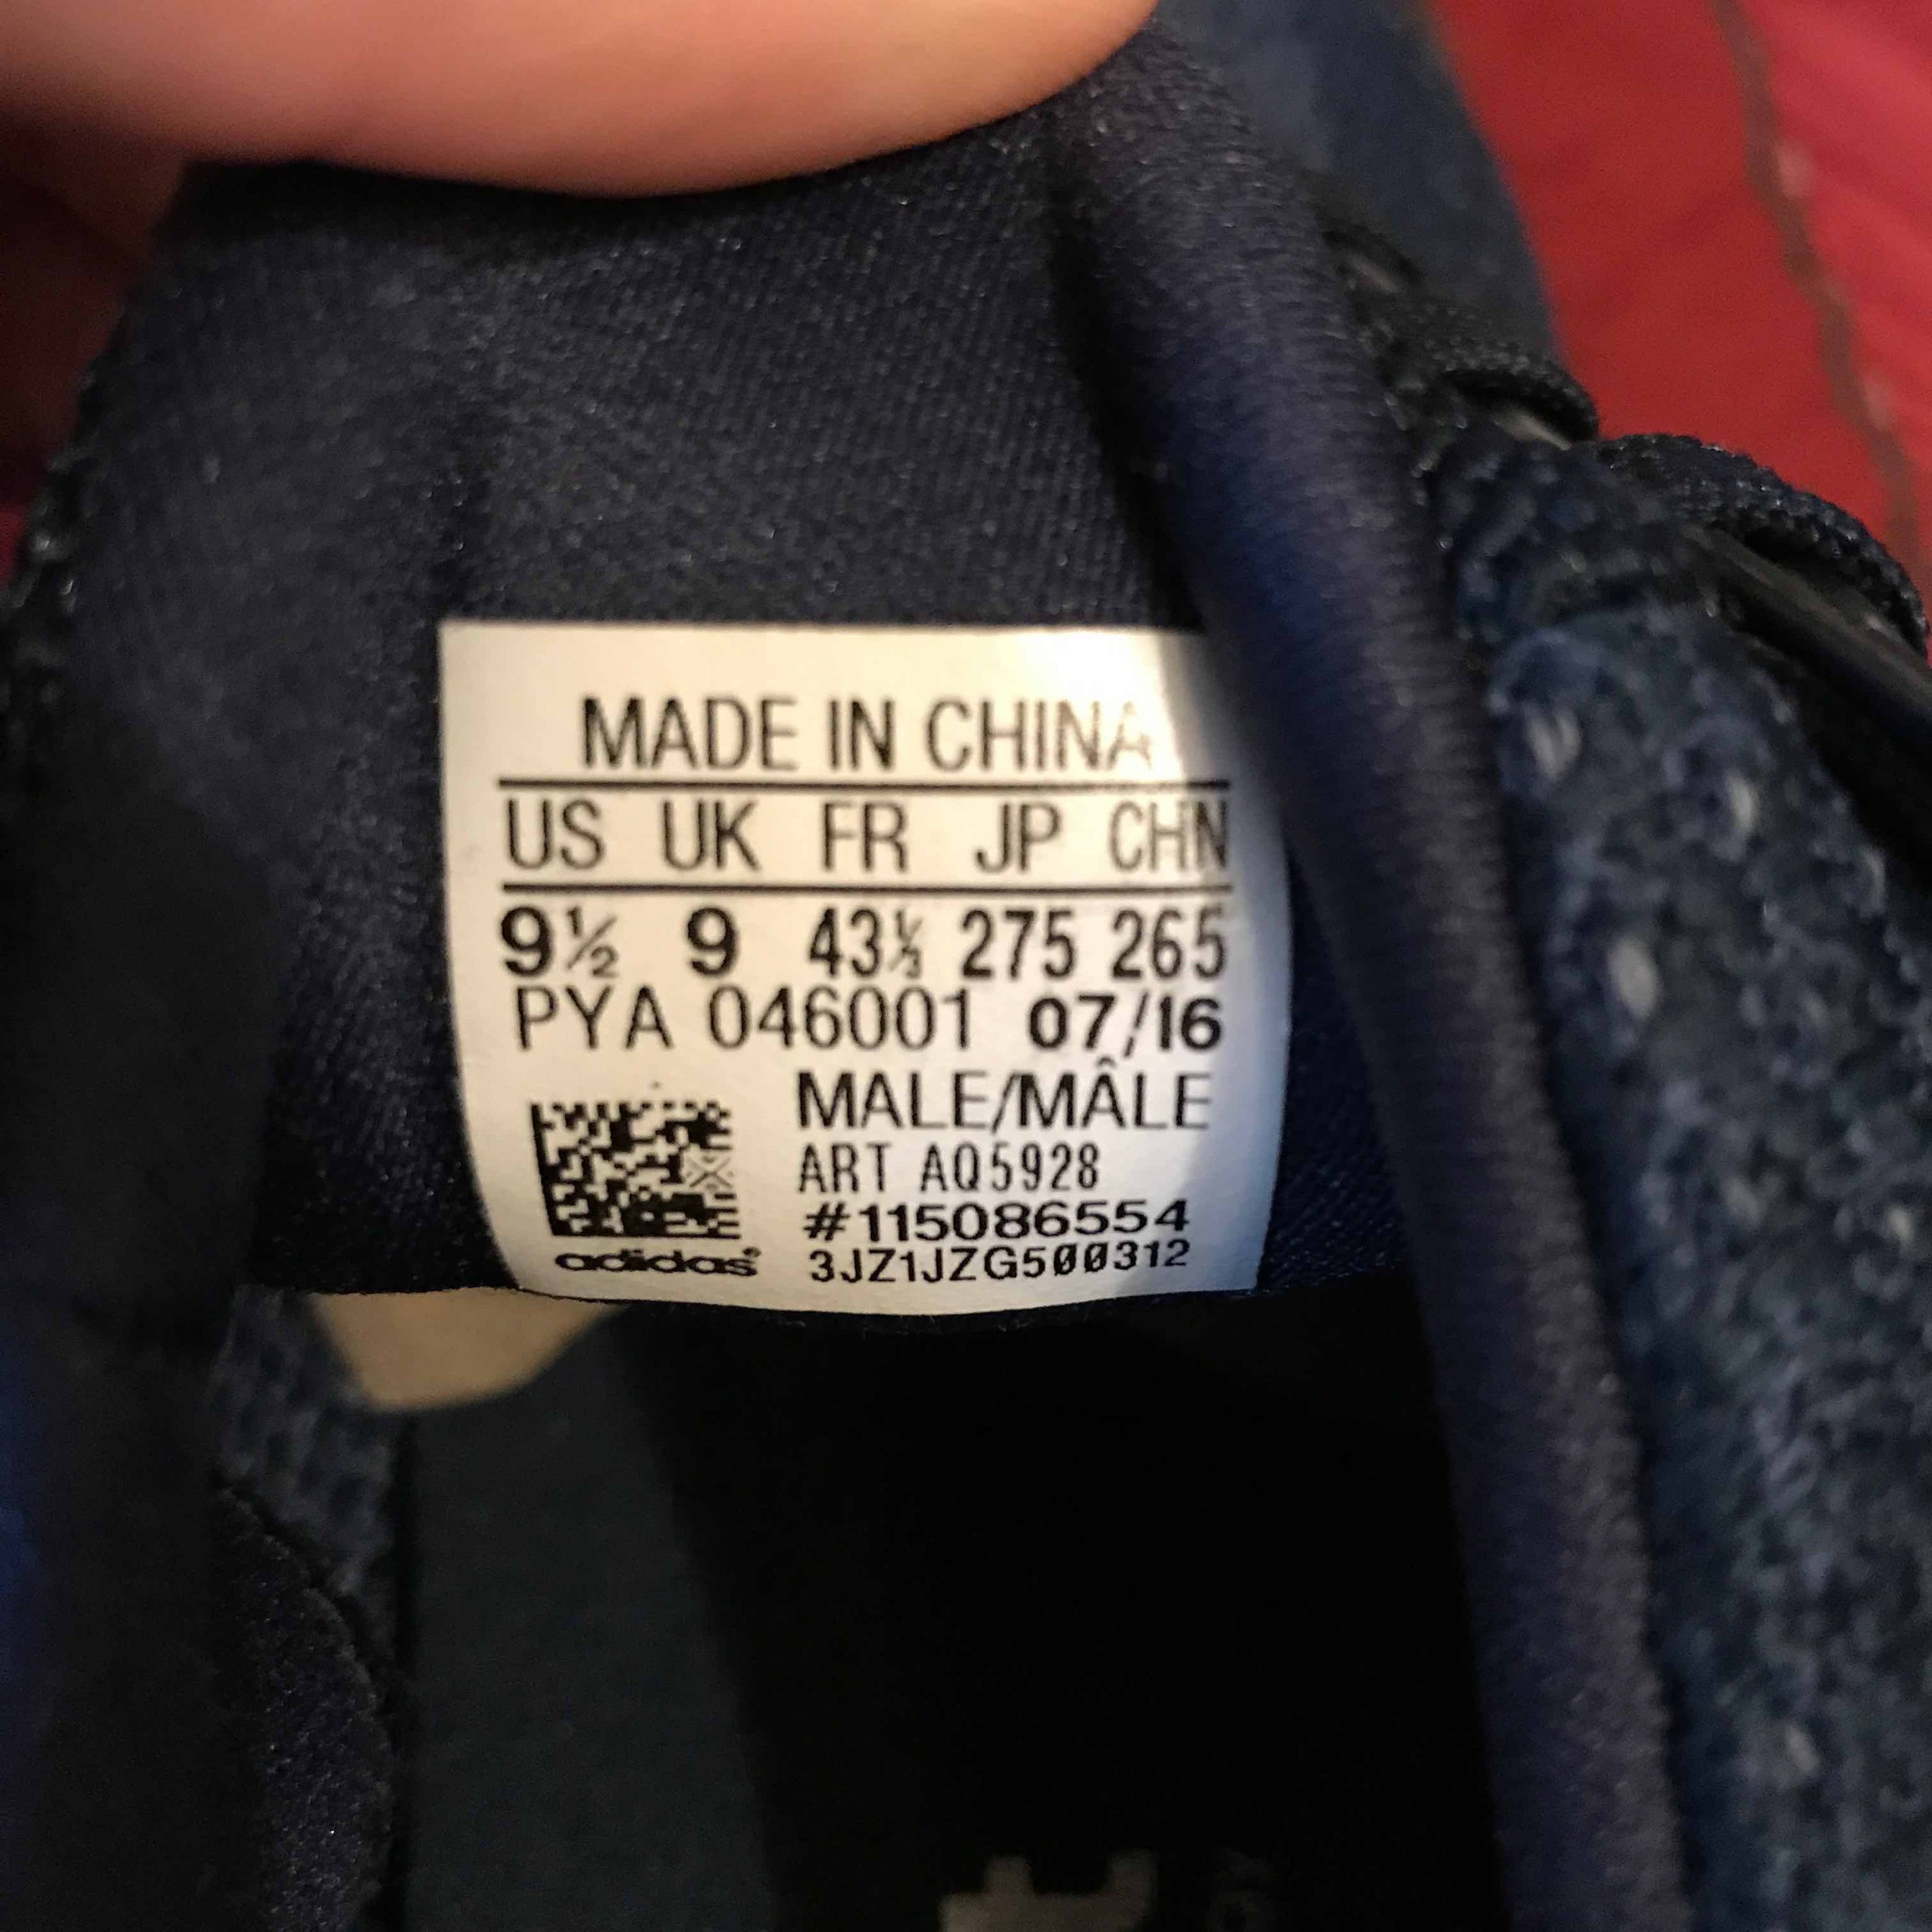 MADE IN CHINA
US UK FR JP CHN
9½ 9 43⅓ 275 265
PYA 046001 07/16
MALE/MÂLE
ART AQ5928
#115086554
adidas® 3JZ1JZG500312